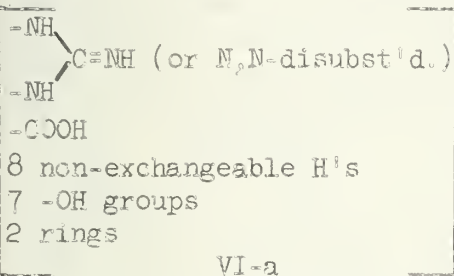 -NH
C=NH (or N,N-disubst'd.)
-NH
-COOH
8 non-exchangeable H's
7 -OH groups
2 rings
VI-a